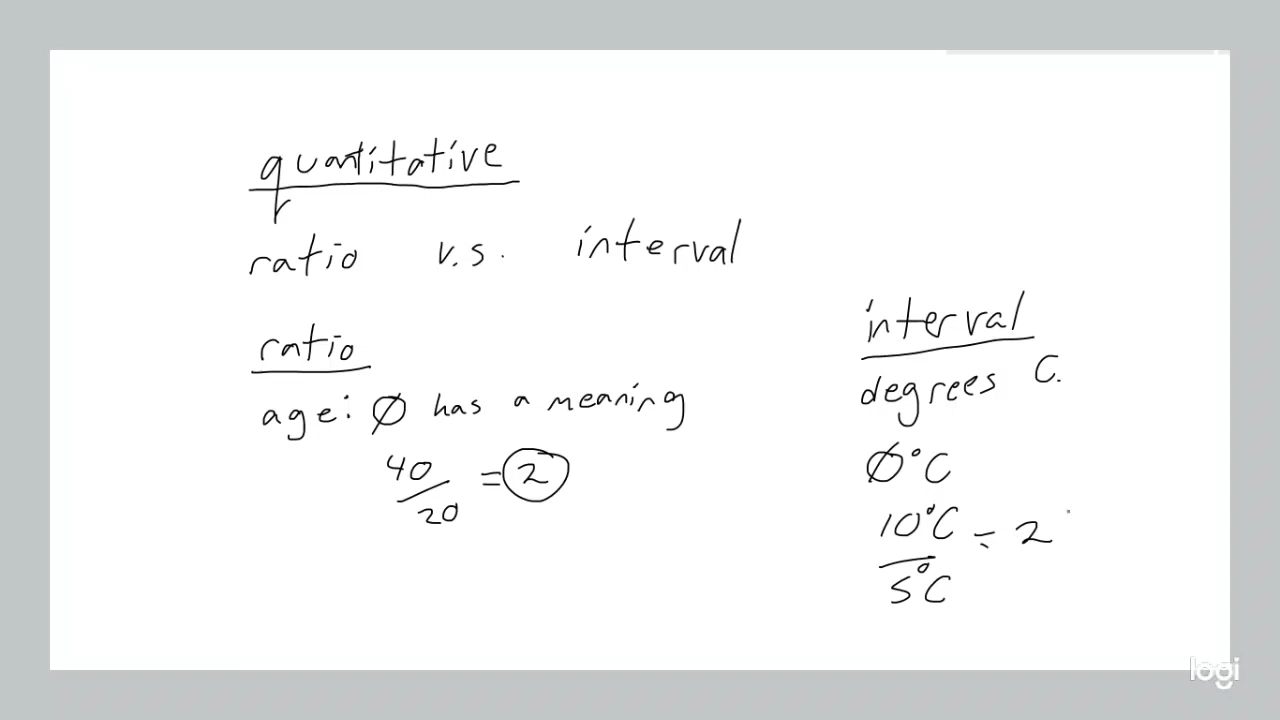 quantitative
ratio v.s. interval
ratio
age: Ø has a meaning
40/20 = 2
interval
degrees C.
Ø°C
10°C
5°C
= 2
logi